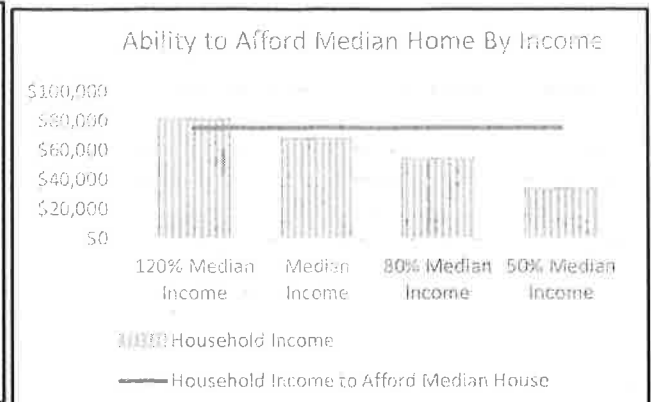 Ability to Afford Median Home By Income
$100,000
$80,000
$60,000
$40,000
$20,000
$0
120% Median Income
Median Income
80% Median Income
50% Median Income
Household Income
Household Income to Afford Median House